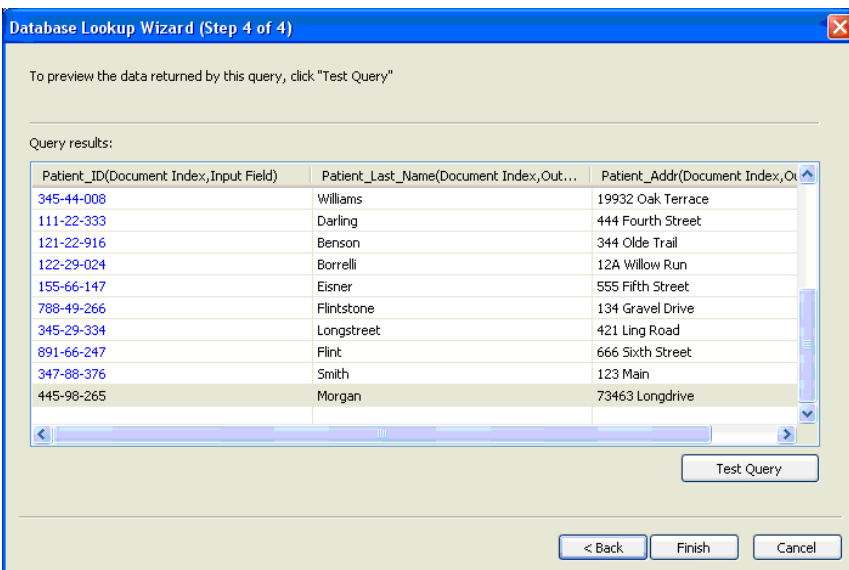 Database Lookup Wizard (Step 4 of 4)
To preview the data returned by this query, click "Test Query"
Query results:
Patient_ID(Document Index,Input Field) Patient_Last_Name(Document Index,Out... Patient_Addr(Document Index,Ou
345-44-008 Williams 19932 Oak Terrace
111-22-333 Darling 444 Fourth Street
121-22-916 Benson 344 Olde Trail
122-29-024 Borrelli 12A Willow Run
155-66-147 Eisner 555 Fifth Street
788-49-266 Flintstone 134 Gravel Drive
345-29-334 Longstreet 421 Ling Road
891-66-247 Flint 666 Sixth Street
347-88-376 Smith 123 Main
445-98-265 Morgan 73463 Longdrive
Test Query
< Back Finish Cancel